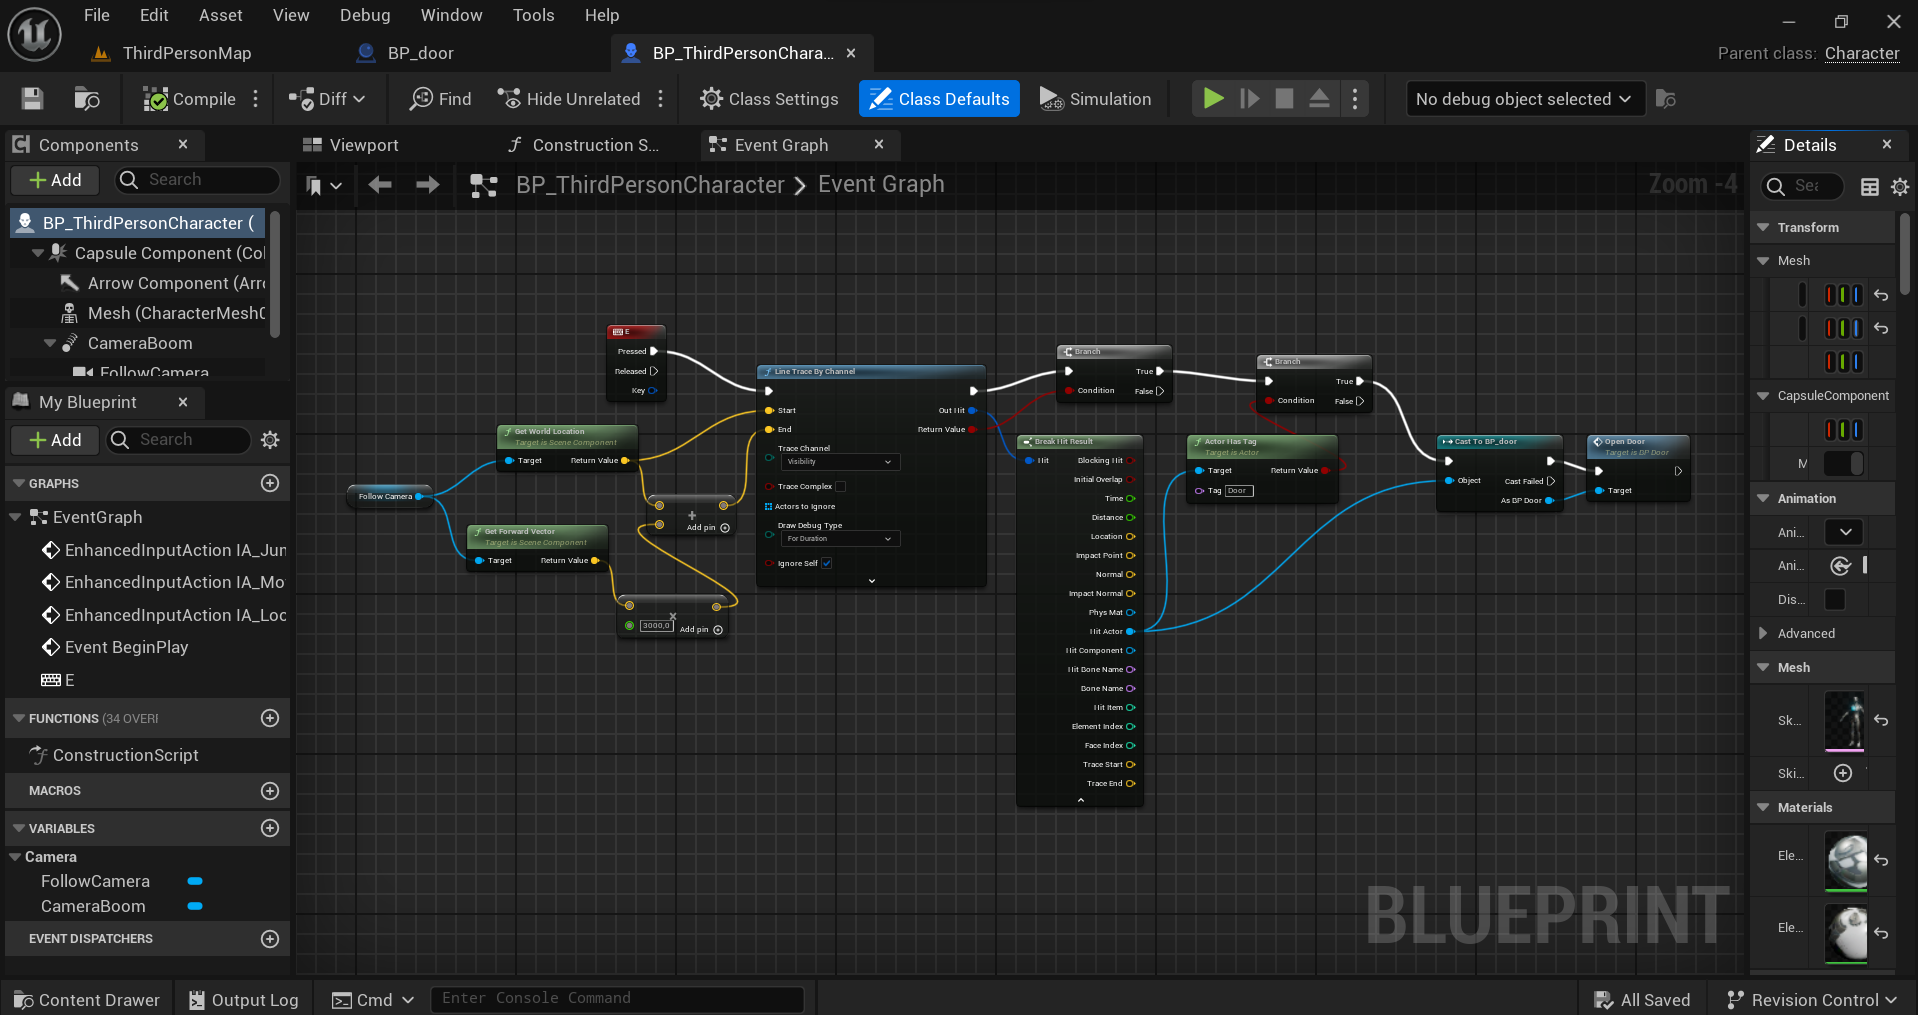 File Edit Asset View Debug Window Tools Help
ThirdPersonMap BP_door BP_ThirdPersonChara...
Parent class: Character
Compile Diff Find Hide Unrelated Class Settings Class Defaults Simulation No debug object selected
Components Viewport Construction S... Event Graph Details
Add Search
BP_ThirdPersonCharacter > Event Graph
Zoom -4
BP_ThirdPersonCharacter (
Capsule Component (Col
Arrow Component (Arro
Mesh (CharacterMesh0
CameraBoom
FollowCamera
My Blueprint
Add Search
GRAPHS
EventGraph
EnhancedInputAction IA_Jun
EnhancedInputAction IA_Mo
EnhancedInputAction IA_Loc
Event BeginPlay
E
FUNCTIONS (34 OVERI
ConstructionScript
MACROS
VARIABLES
Camera
FollowCamera
CameraBoom
EVENT DISPATCHERS
E
Pressed
Released
Key
Follow Camera
Get World Location
Target is Scene Component
Target Return Value
Get Forward Vector
Target is Scene Component
Target Return Value
+
Add pin
x
3000,0 Add pin
Line Trace By Channel
Start Out Hit
End Return Value
Trace Channel
Visibility
Trace Complex
Actors to Ignore
Draw Debug Type
For Duration
Ignore Self
Branch
True
Condition False
Break Hit Result
Hit Blocking Hit
Initial Overlap
Time
Distance
Location
Impact Point
Normal
Impact Normal
Phys Mat
Hit Actor
Hit Component
Hit Bone Name
Bone Name
Hit Item
Element Index
Face Index
Trace Start
Trace End
Branch
True
Condition False
Actor Has Tag
Target is Actor
Target Return Value
Tag Door
Cast To BP_door
Object Cast Failed
As BP Door
Open Door
Target is BP Door
Target
BLUEPRINT
Sea
Transform
Mesh
CapsuleComponent
M
Animation
Ani...
Ani...
Dis...
Advanced
Mesh
Sk...
Ski...
Materials
Ele...
Ele...
Content Drawer Output Log Cmd Enter Console Command All Saved Revision Control